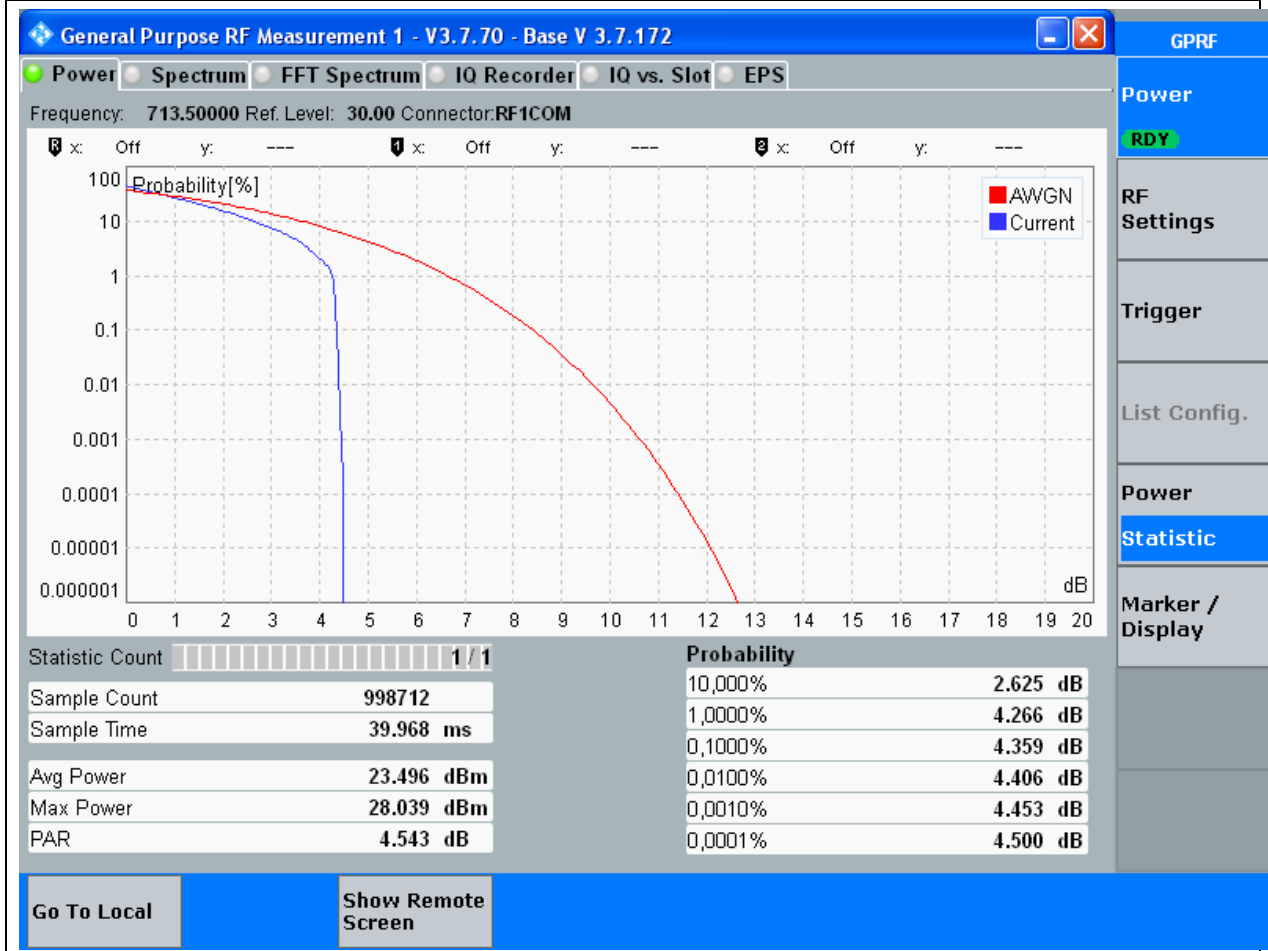 General Purpose RF Measurement 1 - V3.7.70 - Base V 3.7.172
GPRF
Power Spectrum FFT Spectrum IQ Recorder IQ vs. Slot EPS
Frequency: 713.50000 Ref. Level: 30.00 Connector:RF1COM
R x: Off y: --- 1 x: Off y: --- 2 x: Off y: ---
Probability[%]
AWGN
Current
100
10
1
0.1
0.01
0.001
0.0001
0.00001
0.000001
dB
0 1 2 3 4 5 6 7 8 9 10 11 12 13 14 15 16 17 18 19 20
Statistic Count 1 / 1
Sample Count 998712
Sample Time 39.968 ms
Avg Power 23.496 dBm
Max Power 28.039 dBm
PAR 4.543 dB
Probability
10,000% 2.625 dB
1,0000% 4.266 dB
0,1000% 4.359 dB
0,0100% 4.406 dB
0,0010% 4.453 dB
0,0001% 4.500 dB
Power
RDY
RF
Settings
Trigger
List Config.
Power
Statistic
Marker /
Display
Go To Local
Show Remote
Screen